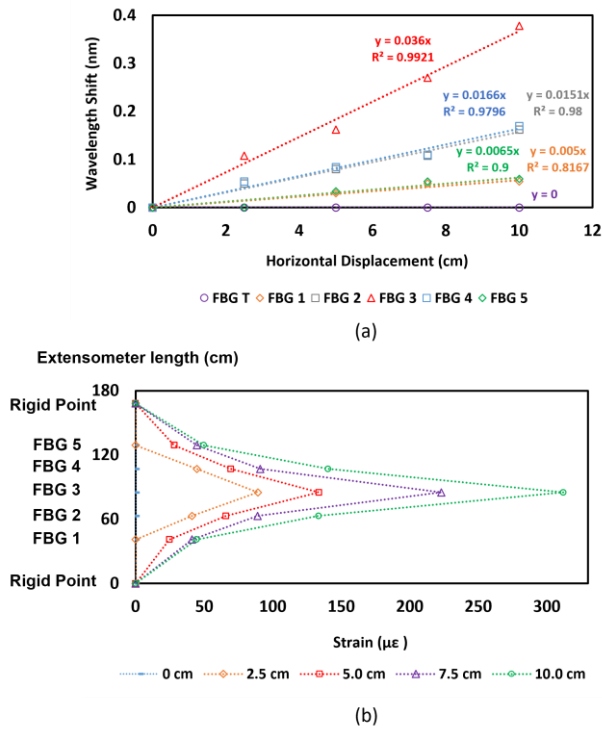 0.4
0.3
0.2
0.1
0
Wavelength Shift (nm)
y = 0.036x
R² = 0.9921
y = 0.0166x
R² = 0.9796
y = 0.0151x
R² = 0.98
y = 0.0065x
R² = 0.9
y = 0.005x
R² = 0.8167
y = 0
0 2 4 6 8 10 12
Horizontal Displacement (cm)
FBG T FBG 1 FBG 2 FBG 3 FBG 4 FBG 5
(a)
Extensometer length (cm)
180
Rigid Point
FBG 5
120
FBG 4
FBG 3
FBG 2
60
FBG 1
Rigid Point
0
0 50 100 150 200 250 300
Strain (με )
0 cm 2.5 cm 5.0 cm 7.5 cm 10.0 cm
(b)